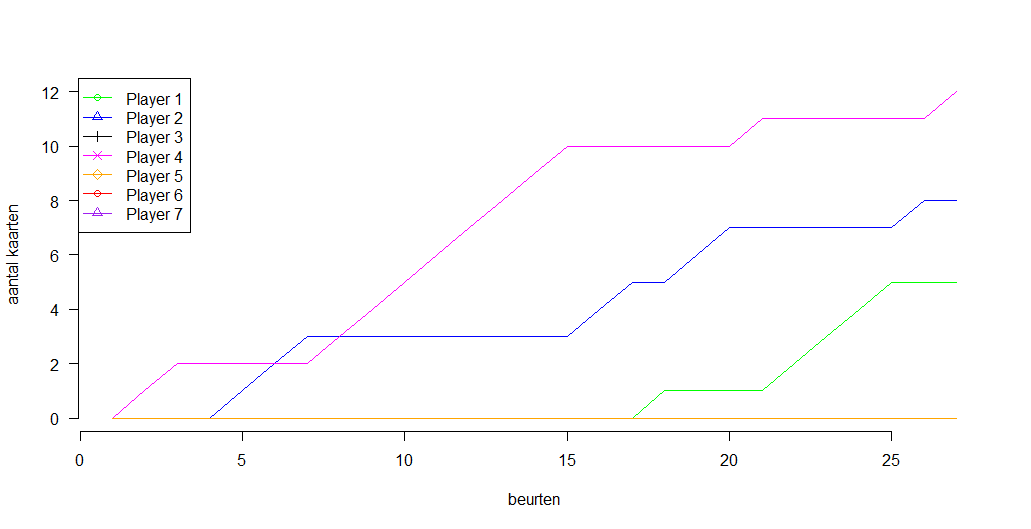 Player 1
Player 2
Player 3
Player 4
Player 5
Player 6
Player 7
aantal kaarten
12
10
8
6
4
2
0
0 5 10 15 20 25
beurten